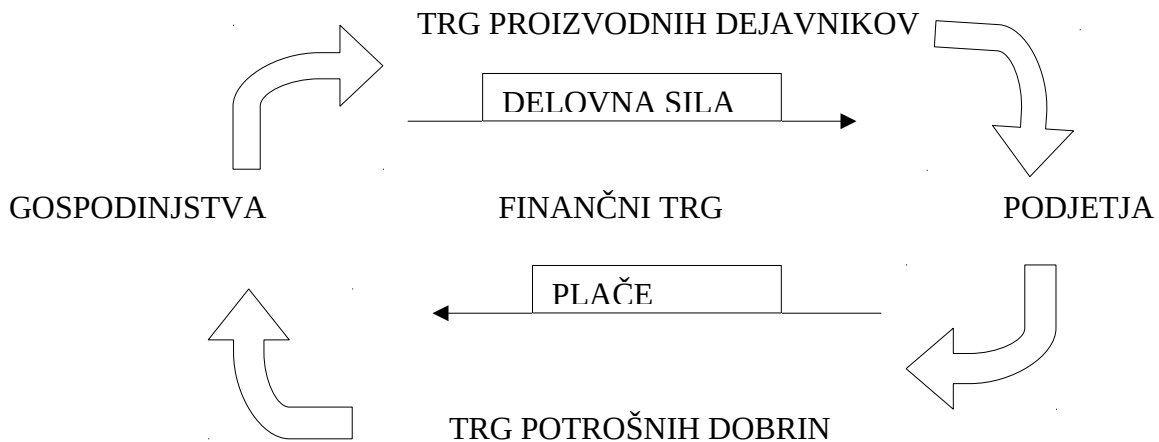 TRG PROIZVODNIH DEJAVNIKOV
DELOVNA SILA
GOSPODINJSTVA
FINANČNI TRG
PODJETJA
PLAČE
TRG POTROŠNIH DOBRIN